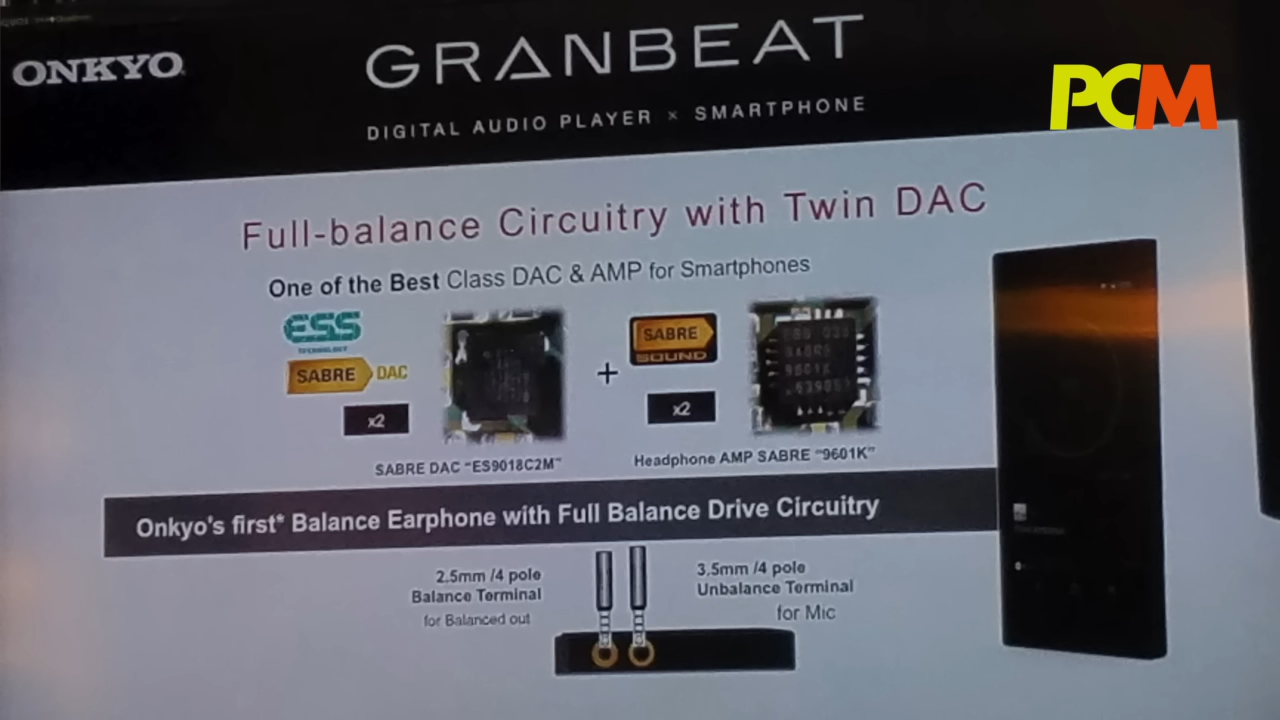 ONKYO
GRANBEAT
DIGITAL AUDIO PLAYER × SMARTPHONE
PCM
Full-balance Circuitry with Twin DAC
One of the Best Class DAC & AMP for Smartphones
ESS
TECHNOLOGY
SABRE DAC
x2
+
SABRE
SOUND
x2
SABRE
9601K
SABRE DAC "ES9018C2M"
Headphone AMP SABRE "9601K"
Onkyo's first* Balance Earphone with Full Balance Drive Circuitry
2.5mm /4 pole
Balance Terminal
for Balanced out
3.5mm /4 pole
Unbalance Terminal
for Mic